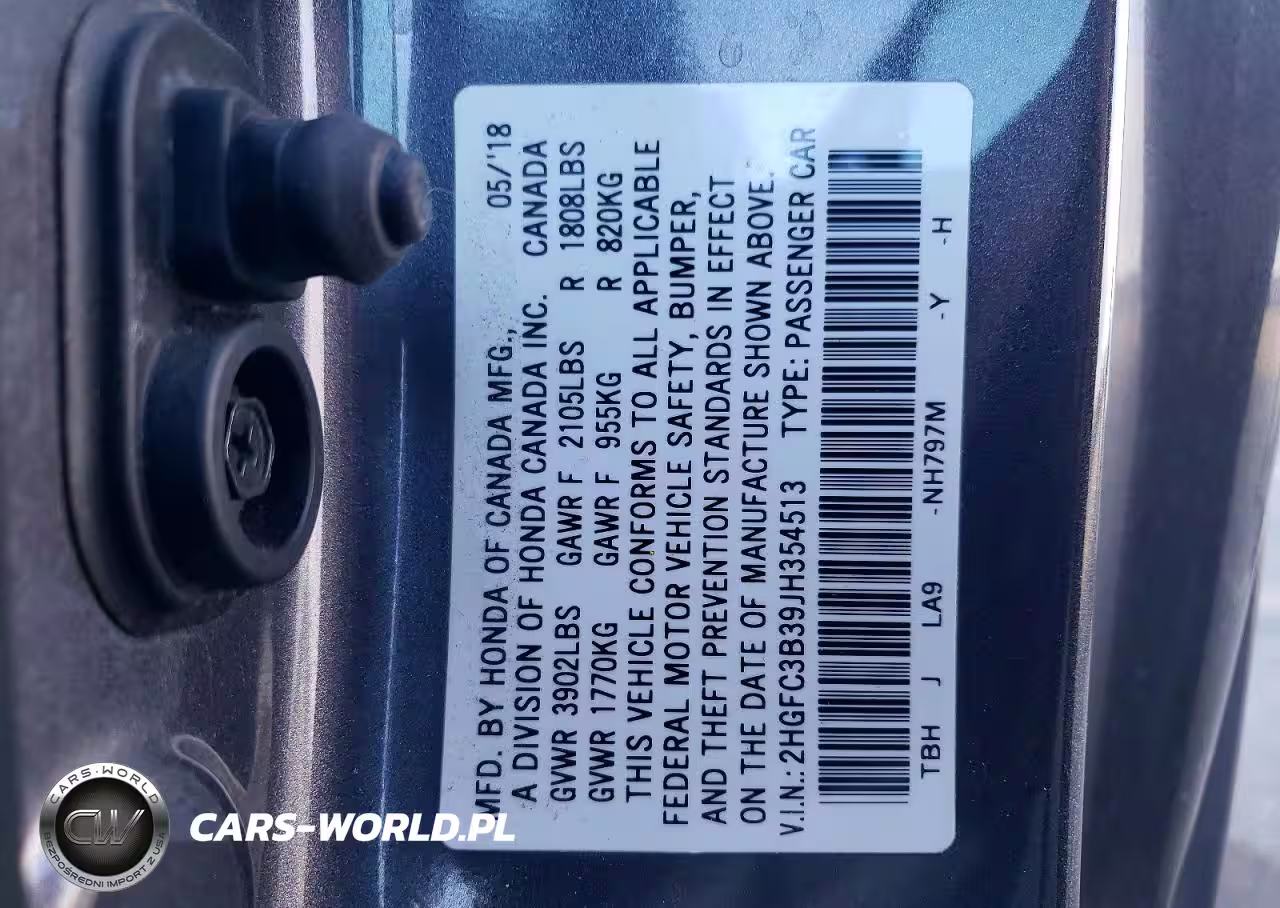 MFD. BY HONDA OF CANADA MFG., 05/'18
A DIVISION OF HONDA CANADA INC. CANADA
GVWR 3902LBS GAWR F 2105LBS R 1808LBS
GVWR 1770KG GAWR F 955KG R 820KG
THIS VEHICLE CONFORMS TO ALL APPLICABLE
FEDERAL MOTOR VEHICLE SAFETY, BUMPER,
AND THEFT PREVENTION STANDARDS IN EFFECT
ON THE DATE OF MANUFACTURE SHOWN ABOVE.
V.I.N.: 2HGFC3B39JH354513 TYPE: PASSENGER CAR
TBH J LA9 -NH797M -Y -H
CARS-WORLD
CW
BEZPOŚREDNI IMPORT Z USA
CARS-WORLD.PL